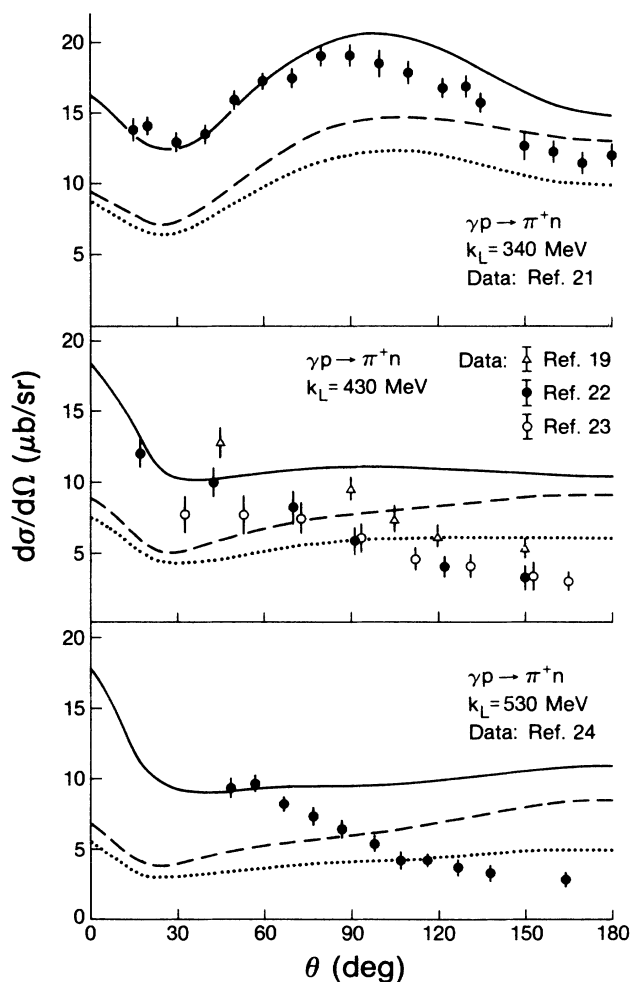 20
15
10
5
γp → π⁺n
k_L = 340 MeV
Data: Ref. 21
dσ/dΩ (μb/sr)
20
15
10
5
0
γp → π⁺n
k_L = 430 MeV
Data: Ref. 19
Ref. 22
Ref. 23
20
15
10
5
0
γp → π⁺n
k_L = 530 MeV
Data: Ref. 24
0 30 60 90 120 150 180
θ (deg)